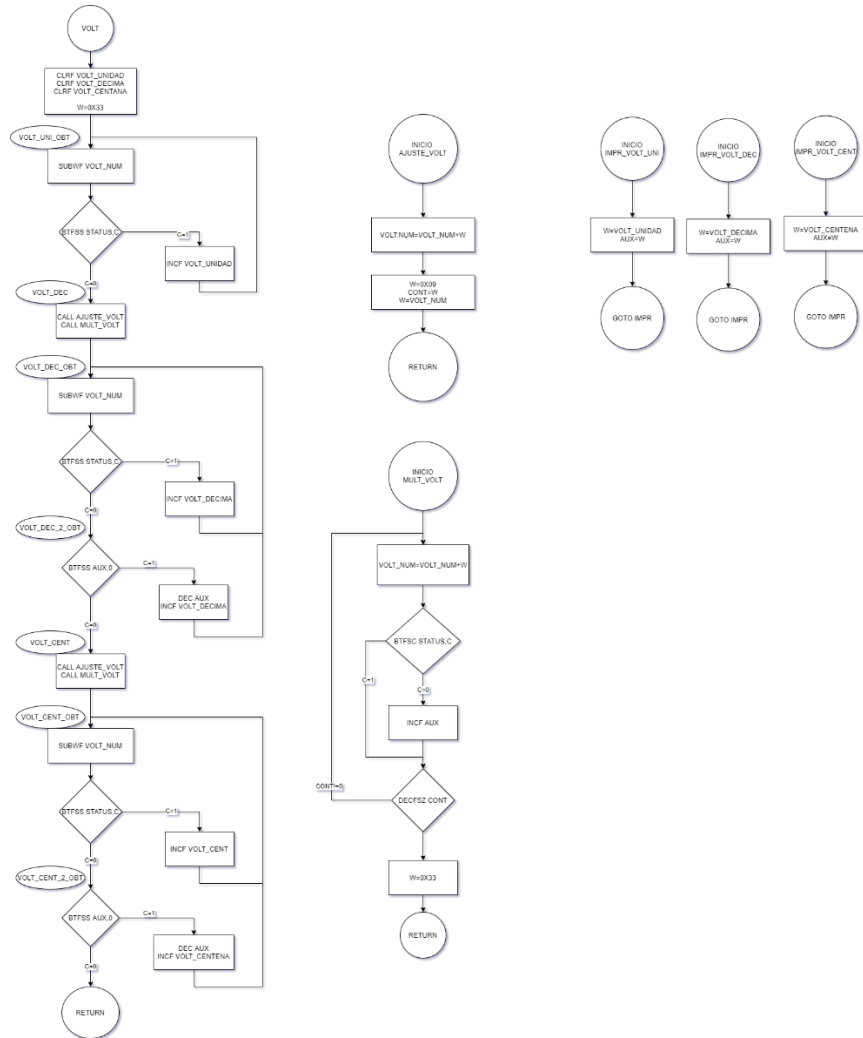 VOLT
CLRF VOLT_UNIDAD
CLRF VOLT_DECIMA
CLRF VOLT_CENTANA
W=0X33
VOLT_UNI_OBT
SUBWF VOLT_NUM
BTFSS STATUS,C
C=1
INCF VOLT_UNIDAD
C=0
VOLT_DEC
CALL AJUSTE_VOLT
CALL MULT_VOLT
VOLT_DEC_OBT
SUBWF VOLT_NUM
BTFSS STATUS,C
C=1
INCF VOLT_DECIMA
C=0
VOLT_DEC_2_OBT
BTFSS AUX,0
C=1
DEC AUX
INCF VOLT_DECIMA
C=0
VOLT_CENT
CALL AJUSTE_VOLT
CALL MULT_VOLT
VOLT_CENT_OBT
SUBWF VOLT_NUM
BTFSS STATUS,C
C=1
INCF VOLT_CENT
C=0
VOLT_CENT_2_OBT
BTFSS AUX,0
C=1
DEC AUX
INCF VOLT_CENTENA
C=0
RETURN
INICIO
AJUSTE_VOLT
VOLT.NUM=VOLT_NUM+W
W=0X09
CONT=W
W=VOLT_NUM
RETURN
INICIO
MULT_VOLT
VOLT_NUM=VOLT_NUM+W
BTFSC STATUS,C
C=1
C=0
INCF AUX
CONT!=0
DECFSZ CONT
W=0X33
RETURN
INICIO
IMPR_VOLT_UNI
W=VOLT_UNIDAD
AUX=W
GOTO IMPR
INICIO
IMPR_VOLT_DEC
W=VOLT_DECIMA
AUX=W
GOTO IMPR
INICIO
IMPR_VOLT_CENT
W=VOLT_CENTENA
AUX=W
GOTO IMPR